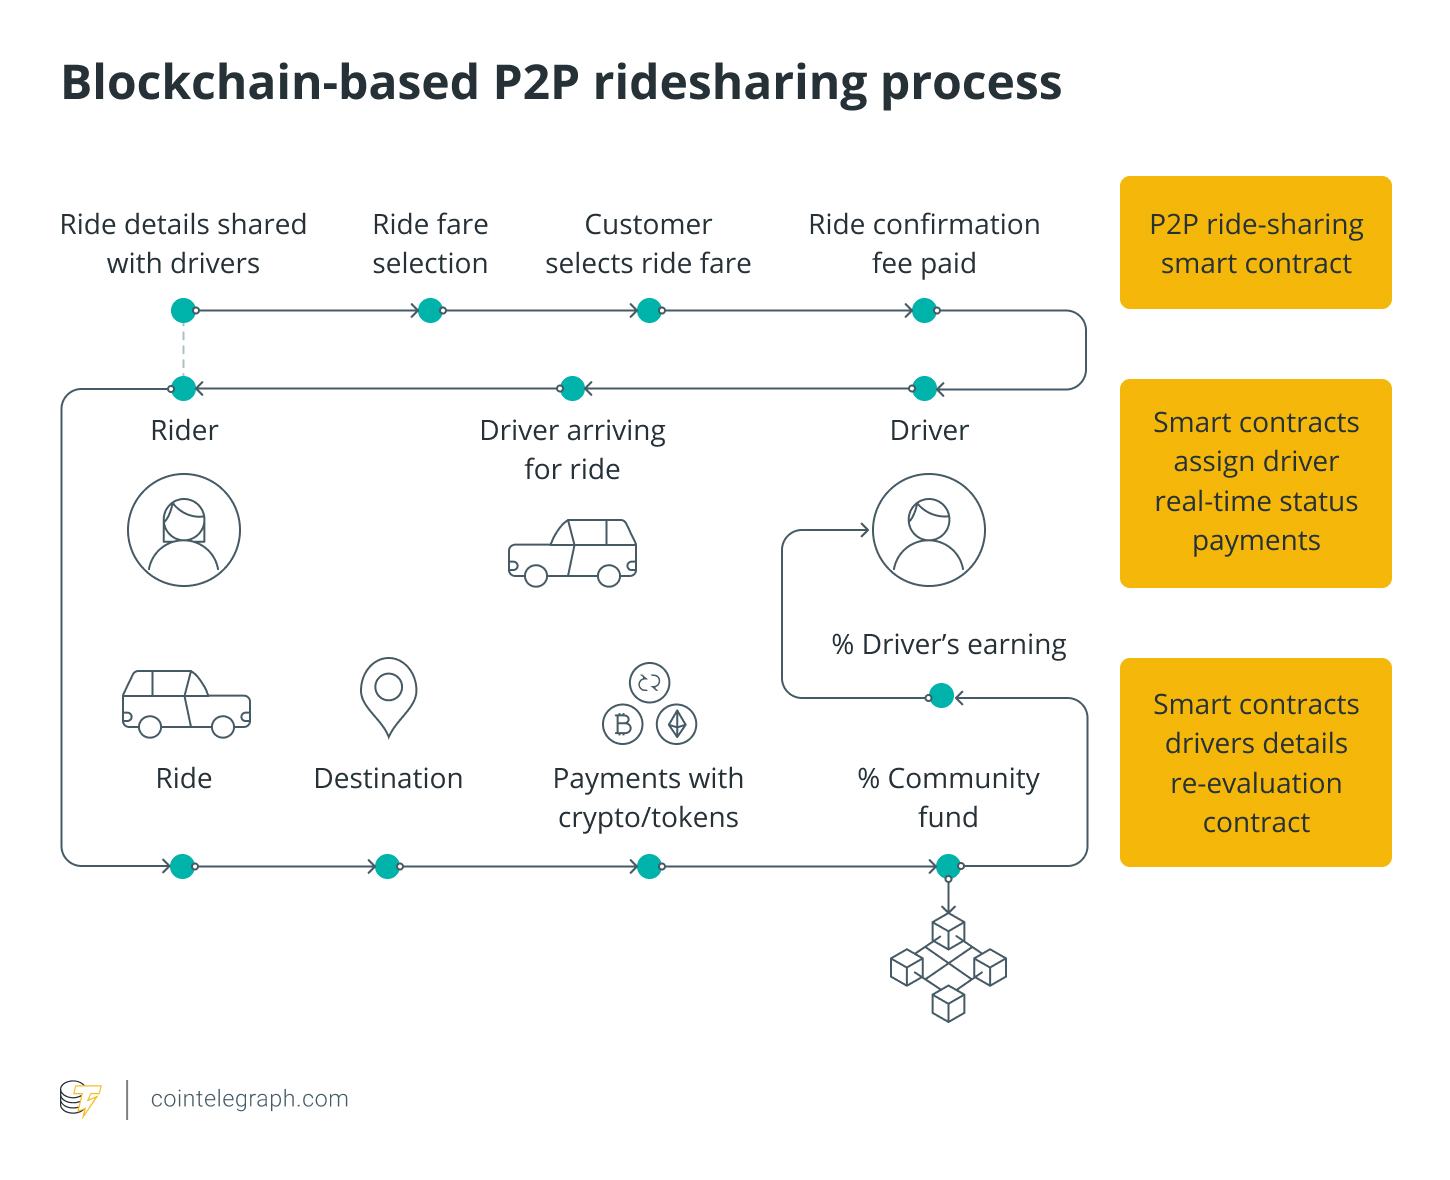 Blockchain-based P2P ridesharing process
Ride details shared
with drivers
Ride fare
selection
Customer
selects ride fare
Ride confirmation
fee paid
P2P ride-sharing
smart contract
Rider
Driver arriving
for ride
Driver
Smart contracts
assign driver
real-time status
payments
% Driver’s earning
Ride
Destination
Payments with
crypto/tokens
% Community
fund
Smart contracts
drivers details
re-evaluation
contract
cointelegraph.com